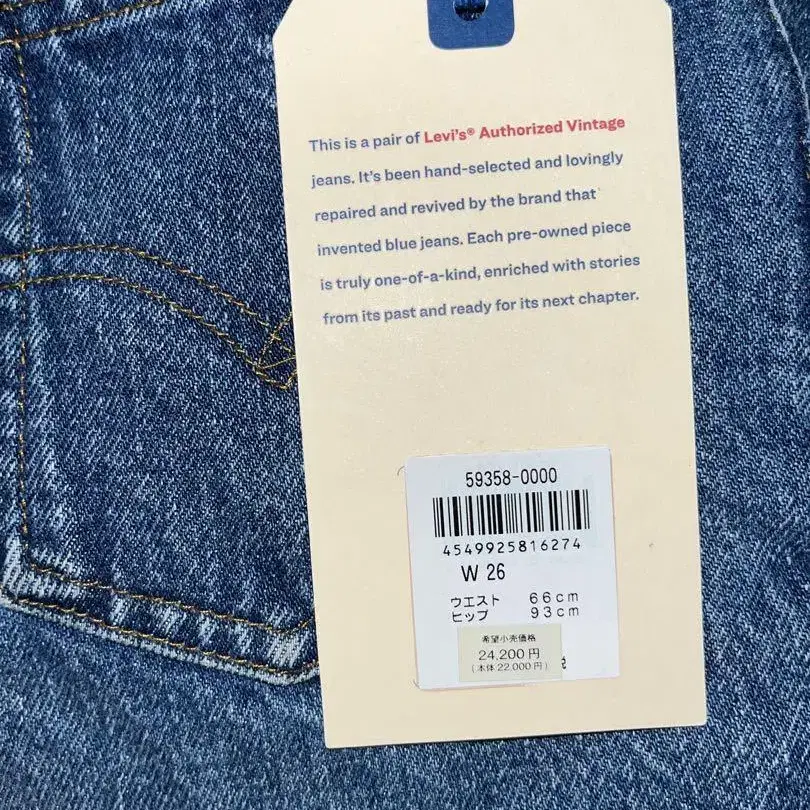 This is a pair of Levi's® Authorized Vintage
jeans. It's been hand-selected and lovingly
repaired and revived by the brand that
invented blue jeans. Each pre-owned piece
is truly one-of-a-kind, enriched with stories
from its past and ready for its next chapter.
59358-0000
4549925816274
W 26
ウエスト 66cm
ヒップ 93cm
希望小売価格
24,200円
(本体 22,000円)